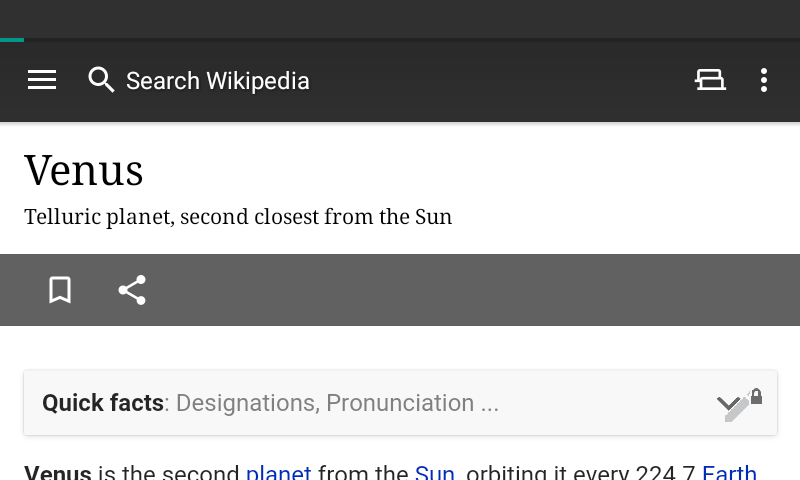 Search Wikipedia
Venus
Telluric planet, second closest from the Sun
Quick facts: Designations, Pronunciation ...
Venus is the second planet from the Sun, orbiting it every 224.7 Earth